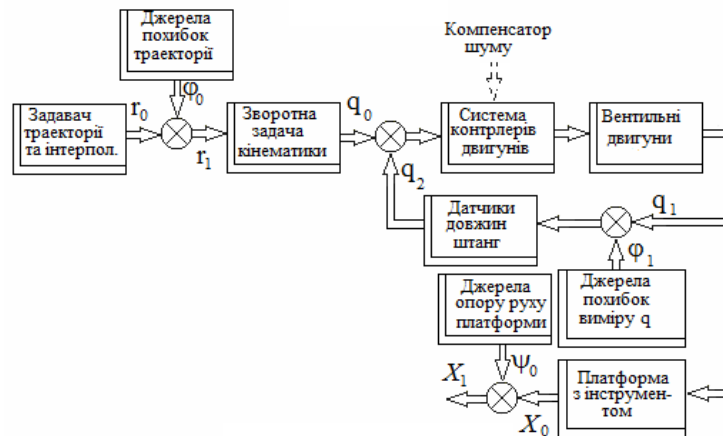 Джерела
похибок
траекторії
φ₀
Компенсатор
шуму
Задавач
траекторії
та інтерпол.
r₀
r₁
Зворотна
задача
кінематики
q₀
Система
контрлерів
двигунів
Вентильні
двигуни
q₂
Датчики
довжин
штанг
q₁
φ₁
Джерела
опору руху
платформи
Джерела
похибок
виміру q
ψ₀
X₁
X₀
Платформа
з інструмен-
том